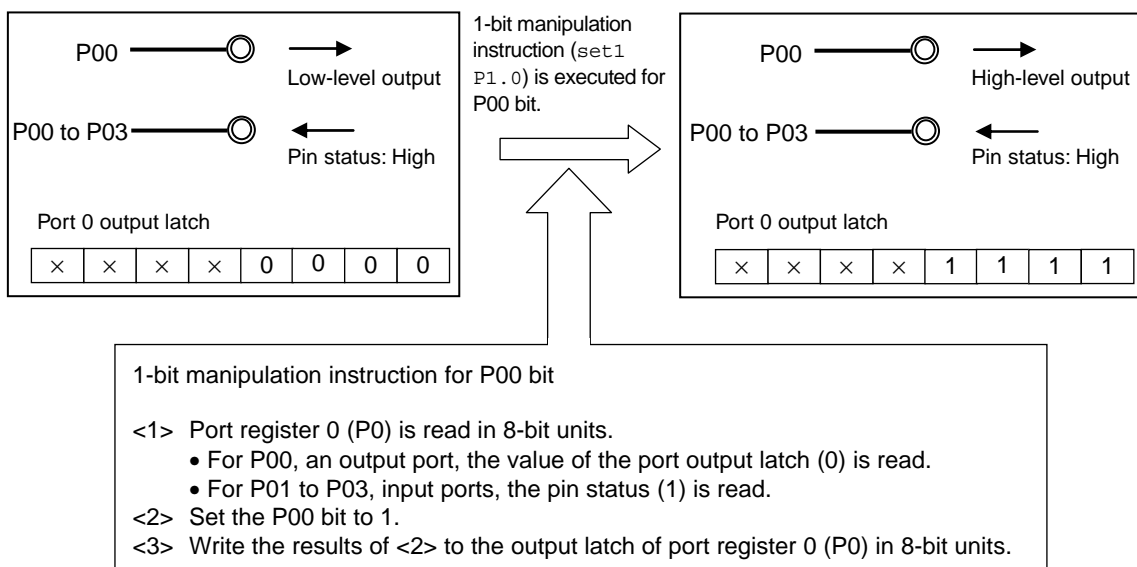 P00
Low-level output
P00 to P03
Pin status: High
Port 0 output latch
× × × × 0 0 0 0
1-bit manipulation
instruction (set1
P1.0) is executed for
P00 bit.
P00
High-level output
P00 to P03
Pin status: High
Port 0 output latch
× × × × 1 1 1 1
1-bit manipulation instruction for P00 bit
<1> Port register 0 (P0) is read in 8-bit units.
• For P00, an output port, the value of the port output latch (0) is read.
• For P01 to P03, input ports, the pin status (1) is read.
<2> Set the P00 bit to 1.
<3> Write the results of <2> to the output latch of port register 0 (P0) in 8-bit units.